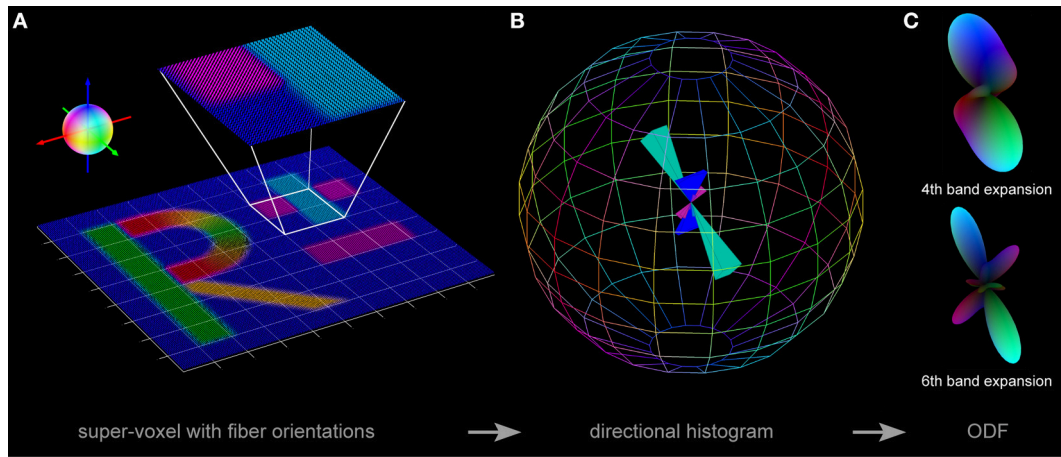 A
B
C
4th band expansion
6th band expansion
super-voxel with fiber orientations
directional histogram
ODF